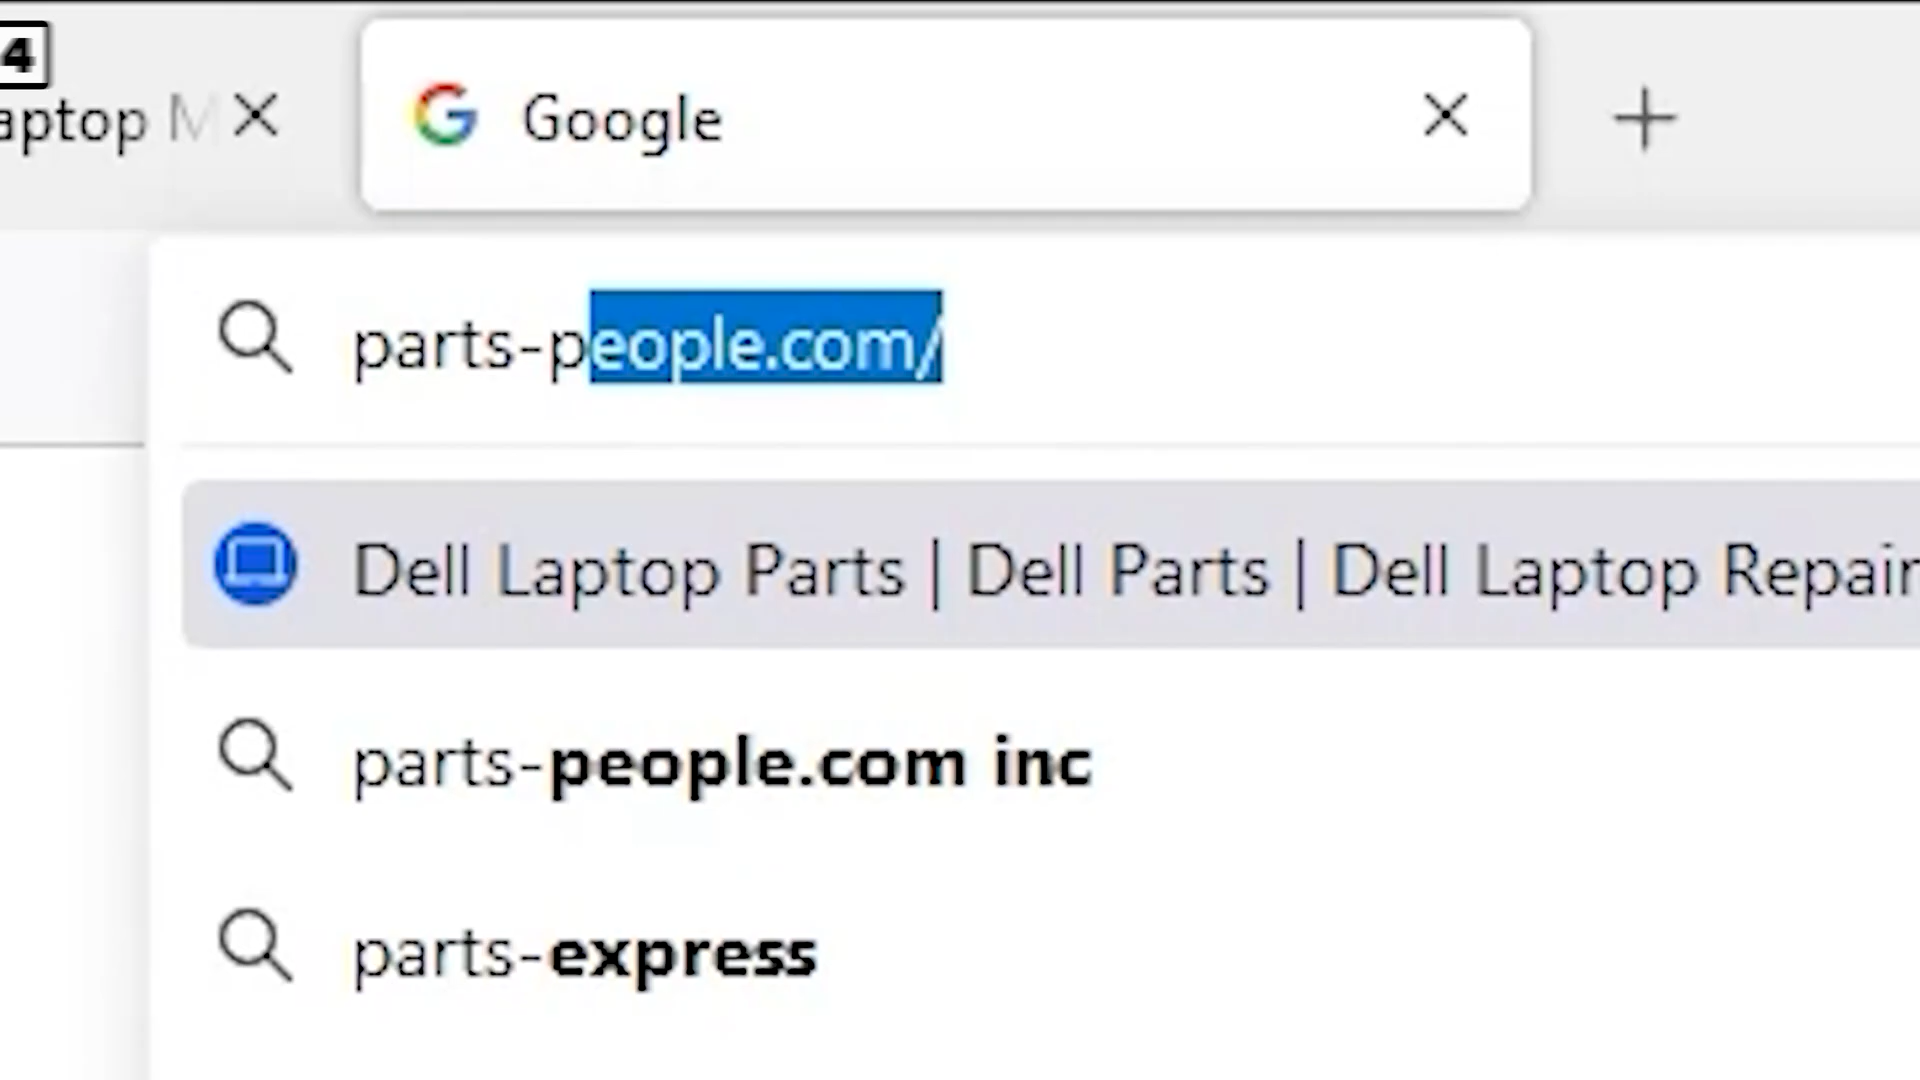 4
aptop M
Google
parts-people.com/
Dell Laptop Parts | Dell Parts | Dell Laptop Repair
parts-people.com inc
parts-express